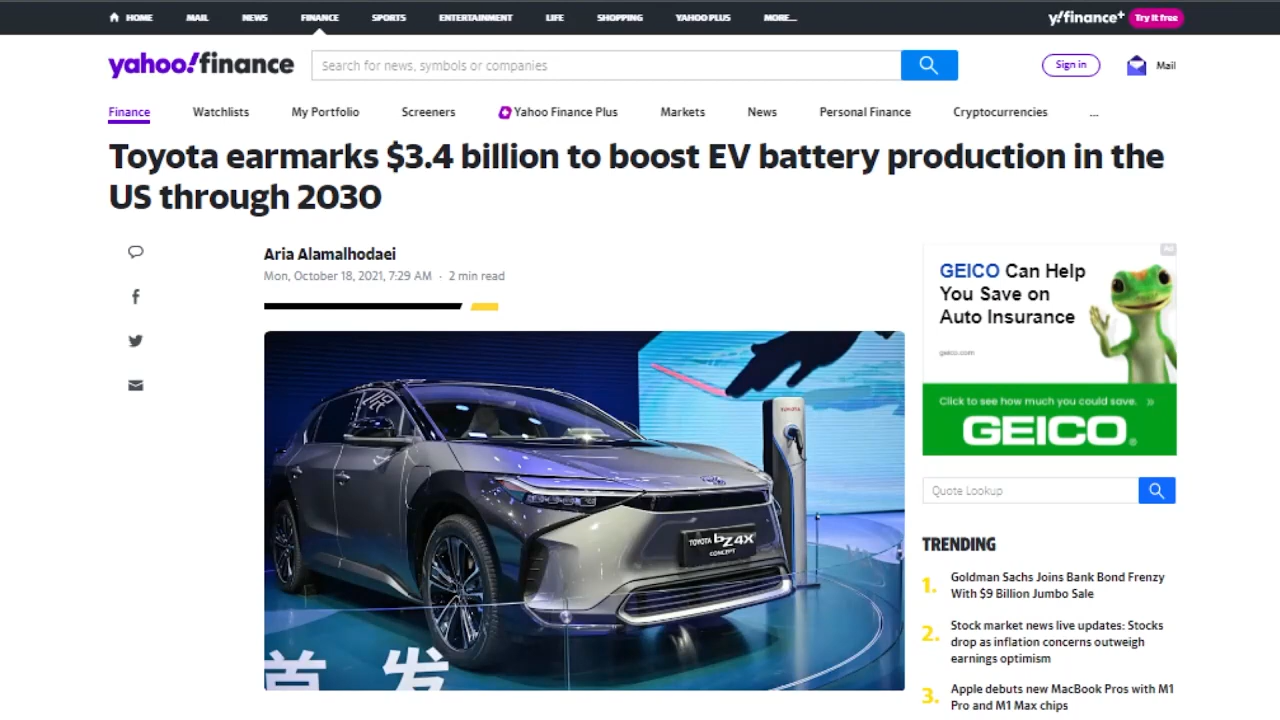 HOME MAIL NEWS FINANCE SPORTS ENTERTAINMENT LIFE SHOPPING YAHOO PLUS MORE... y!finance+ Try it free
yahoo!finance Search for news, symbols or companies Sign in Mail
Finance Watchlists My Portfolio Screeners Yahoo Finance Plus Markets News Personal Finance Cryptocurrencies ...
Toyota earmarks $3.4 billion to boost EV battery production in the
US through 2030
Aria Alamalhodaei
Mon, October 18, 2021, 7:29 AM · 2 min read
TOYOTA
TOYOTA bZ4X
CONCEPT
首发
Ad
GEICO Can Help
You Save on
Auto Insurance
geico.com
Click to see how much you could save. »
GEICO®
Quote Lookup
TRENDING
1. Goldman Sachs Joins Bank Bond Frenzy
With $9 Billion Jumbo Sale
2. Stock market news live updates: Stocks
drop as inflation concerns outweigh
earnings optimism
3. Apple debuts new MacBook Pros with M1
Pro and M1 Max chips